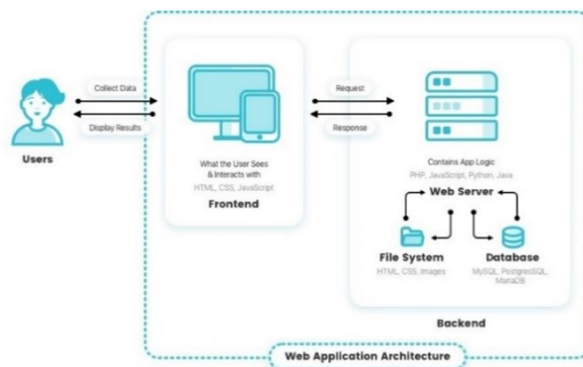 Collect Data
Display Results
Users
What the User Sees
& Interacts with
HTML, CSS, JavaScript
Frontend
Request
Response
Contains App Logic
PHP, JavaScript, Python, Java
Web Server
File System
HTML, CSS, Images
Database
MySQL, PostgresSQL,
MariaDB
Backend
Web Application Architecture